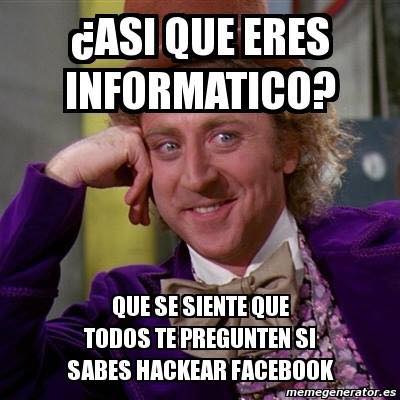 ¿ASI QUE ERES
INFORMATICO?
QUE SE SIENTE QUE
TODOS TE PREGUNTEN SI
SABES HACKEAR FACEBOOK
memegenerator.es